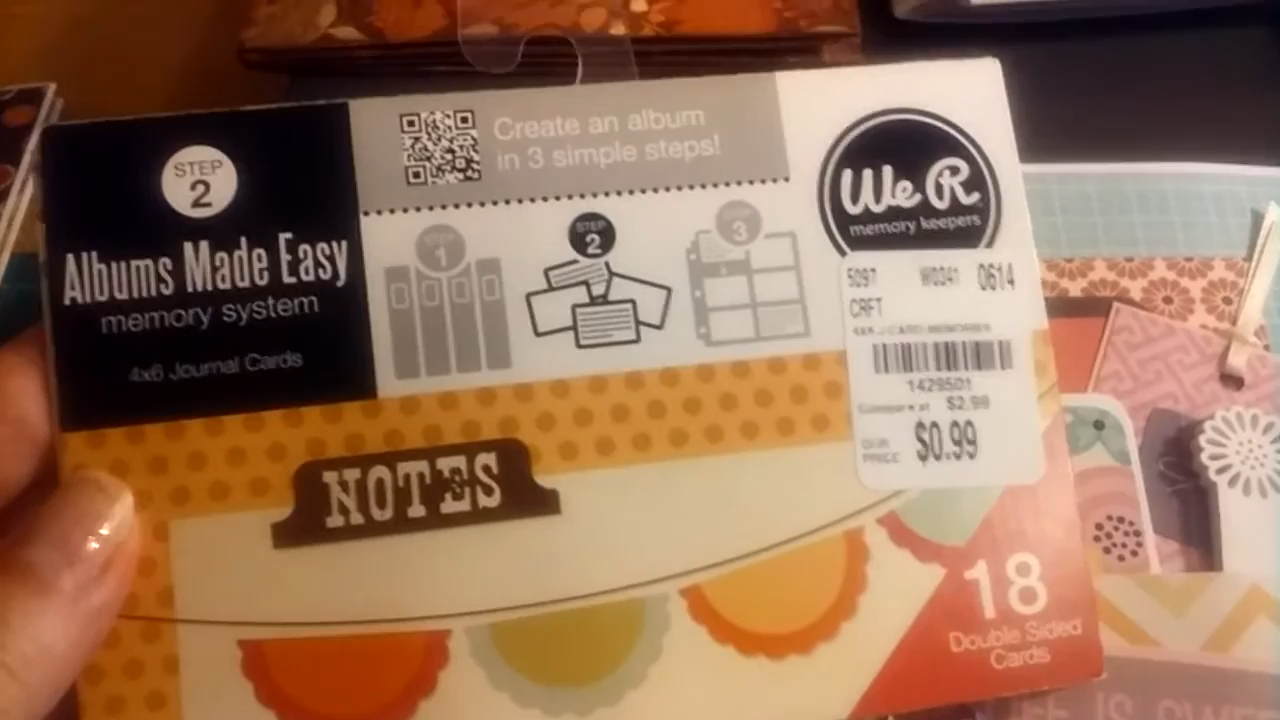 STEP
2
Albums Made Easy
memory system
4x6 Journal Cards
Create an album
in 3 simple steps!
STEP
1
STEP
2
STEP
3
We R
memory keepers
5097 W0341 0614
CRFT
1429501
Compare at $2.99
OUR
PRICE $0.99
NOTES
18
Double Sided
Cards
IS